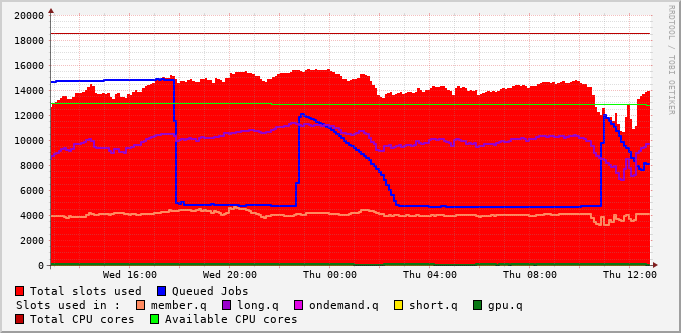 20000
18000
16000
14000
12000
10000
8000
6000
4000
2000
0
Wed 16:00 Wed 20:00 Thu 00:00 Thu 04:00 Thu 08:00 Thu 12:00
Total slots used Queued Jobs
Slots used in : member.q long.q ondemand.q short.q gpu.q
Total CPU cores Available CPU cores
RRDTOOL / TOBI OETIKER